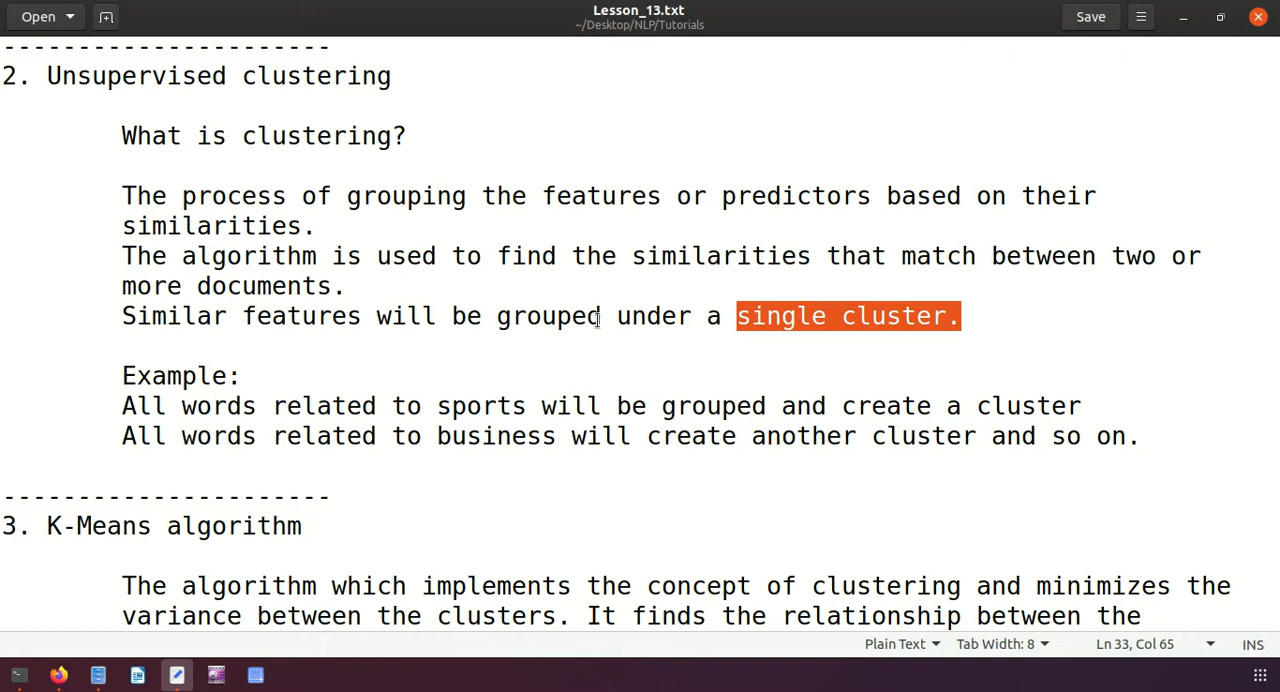 Open
Lesson_13.txt
~/Desktop/NLP/Tutorials
Save
----------------------
2. Unsupervised clustering
What is clustering?
The process of grouping the features or predictors based on their
similarities.
The algorithm is used to find the similarities that match between two or
more documents.
Similar features will be grouped under a single cluster.
Example:
All words related to sports will be grouped and create a cluster
All words related to business will create another cluster and so on.
----------------------
3. K-Means algorithm
The algorithm which implements the concept of clustering and minimizes the
variance between the clusters. It finds the relationship between the
Plain Text Tab Width: 8 Ln 33, Col 65 INS